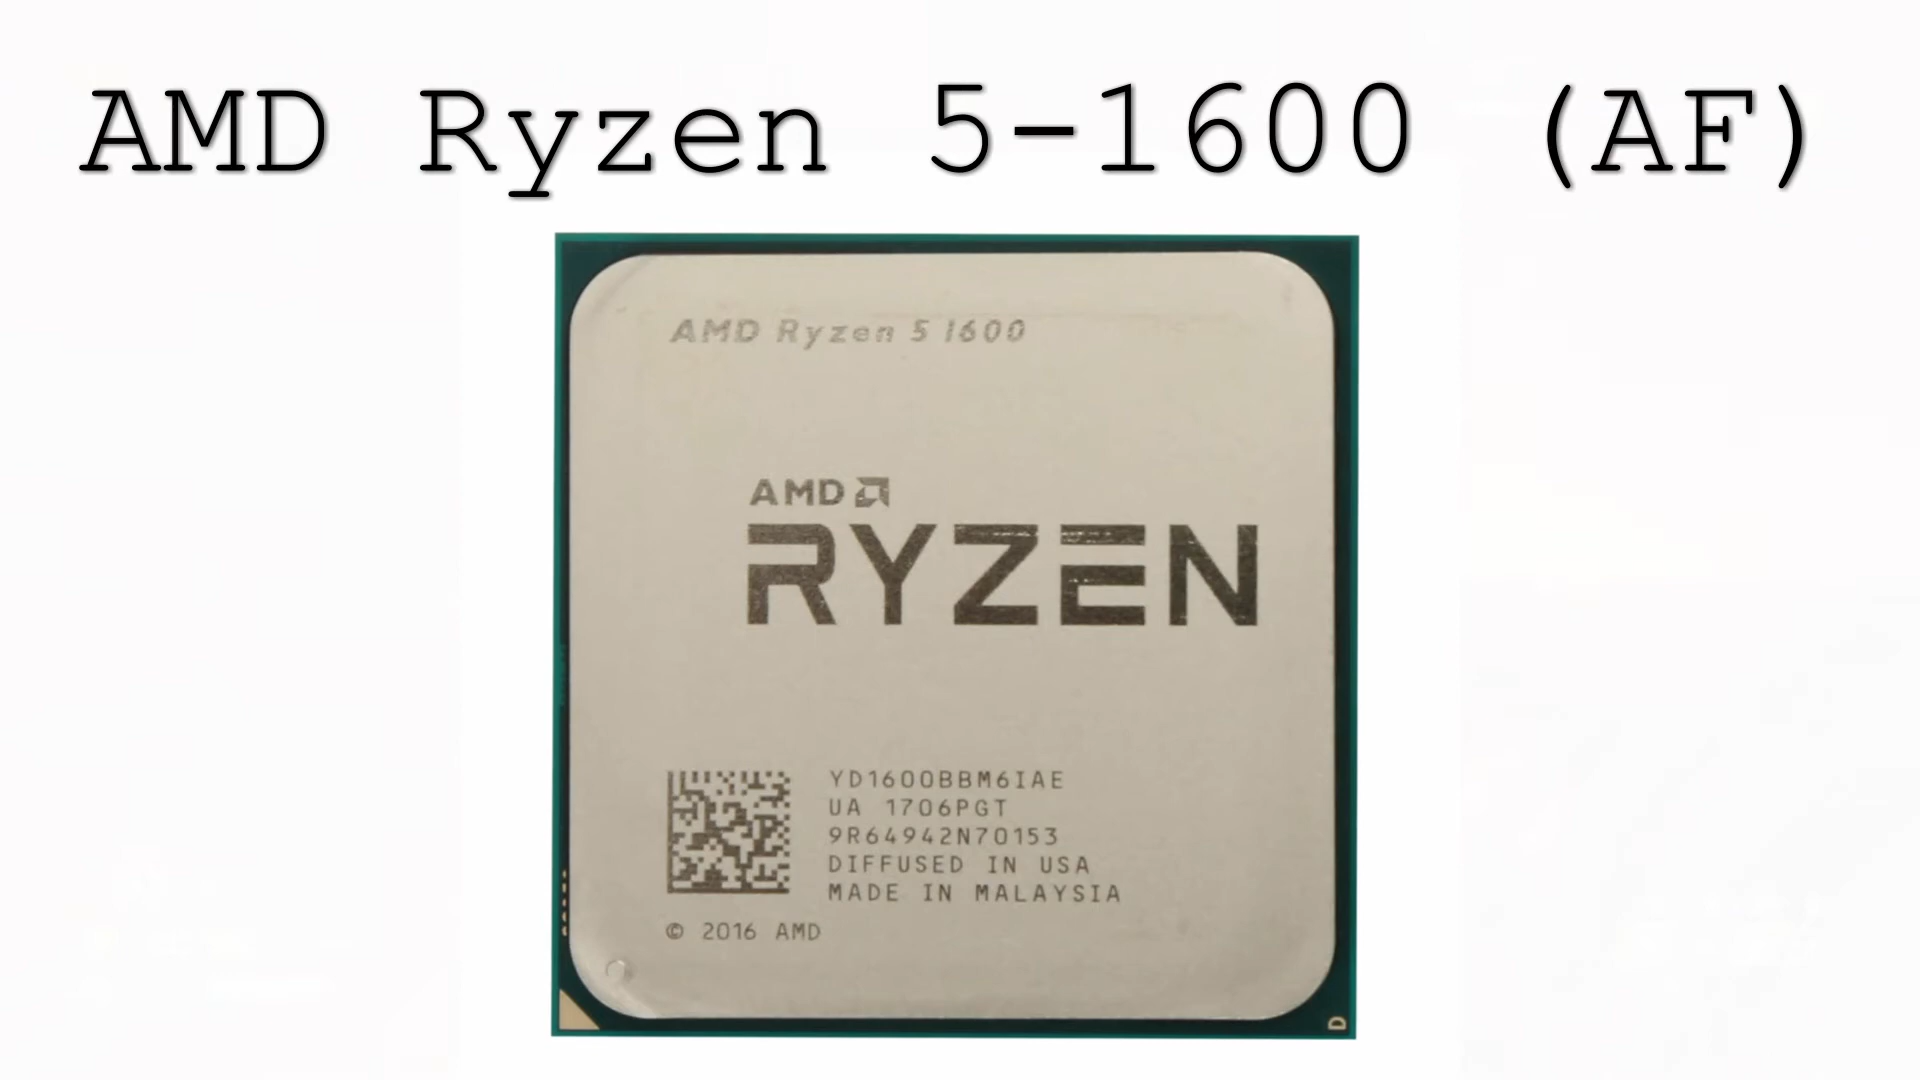 AMD Ryzen 5-1600 (AF)
AMD Ryzen 5 1600
AMD
RYZEN
YD1600BBM6IAE
UA 1706PGT
9R64942N70153
DIFFUSED IN USA
MADE IN MALAYSIA
© 2016 AMD
D